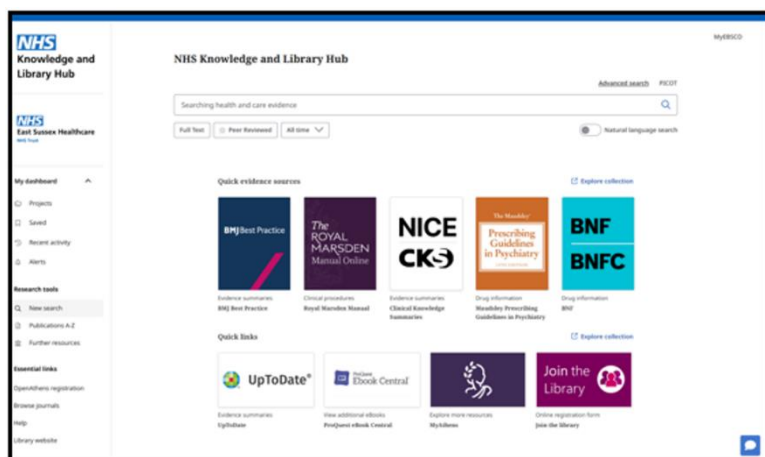 MyEBSCO
NHS
Knowledge and
Library Hub
NHS
East Sussex Healthcare
NHS Trust
My dashboard
Projects
Saved
Recent activity
Alerts
Research tools
New search
Publications A-Z
Further resources
Essential links
OpenAthens registration
Browse journals
Help
Library website
NHS Knowledge and Library Hub
Advanced search PICOT
Searching health and care evidence
Full Text Peer Reviewed All time
Natural language search
Quick evidence sources
Explore collection
BMJ Best Practice
Evidence summaries
BMJ Best Practice
The
ROYAL
MARSDEN
Manual Online
Clinical procedures
Royal Marsden Manual
NICE
CKS
Evidence summaries
Clinical Knowledge
Summaries
The Maudsley
Prescribing
Guidelines
in Psychiatry
Drug information
Maudsley Prescribing
Guidelines in Psychiatry
BNF
BNFC
Drug information
BNF
Quick links
Explore collection
UpToDate®
Evidence summaries
UpToDate
ProQuest
Ebook Central
View additional eBooks
ProQuest eBook Central
Explore more resources
MyAthens
Join the
Library
Online registration form
Join the library